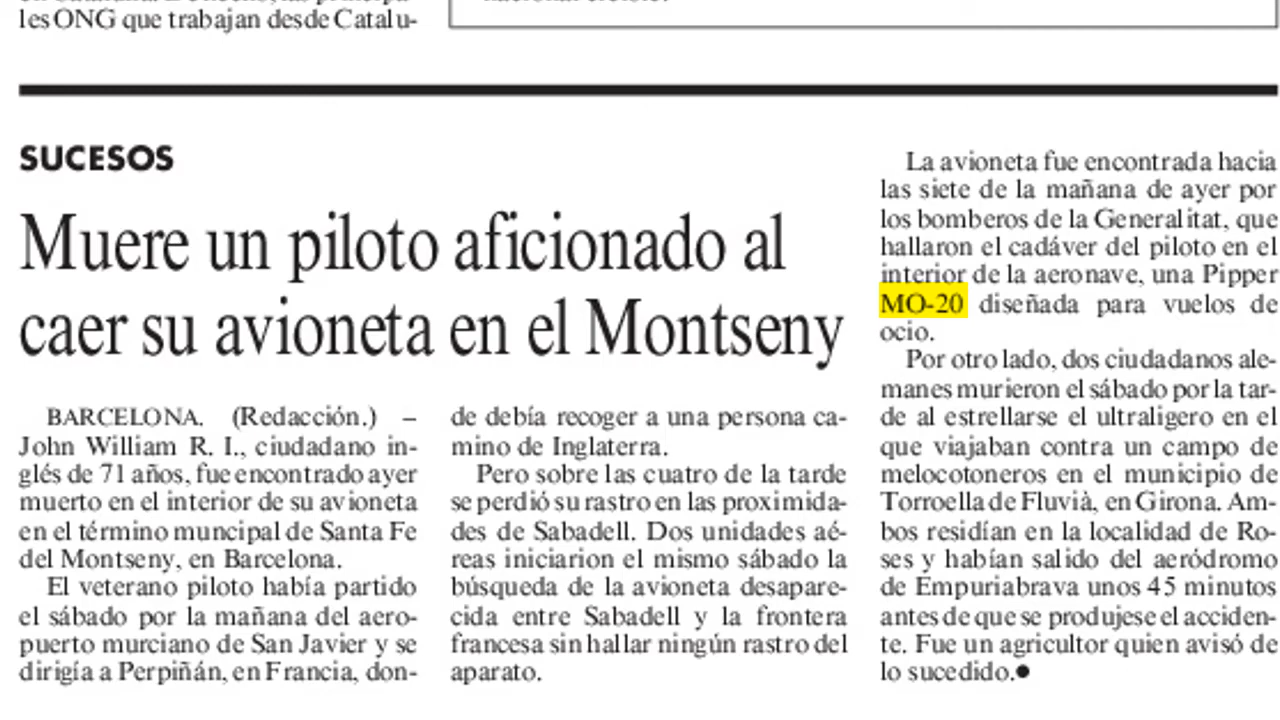 les ONG que trabajan desde Catalu-
SUCESOS
Muere un piloto aficionado al
caer su avioneta en el Montseny
BARCELONA. (Redacción.) –
John William R. I., ciudadano in-
glés de 71 años, fue encontrado ayer
muerto en el interior de su avioneta
en el término muncipal de Santa Fe
del Montseny, en Barcelona.
El veterano piloto había partido
el sábado por la mañana del aero-
puerto murciano de San Javier y se
dirigía a Perpiñán, en Francia, don-
de debía recoger a una persona ca-
mino de Inglaterra.
Pero sobre las cuatro de la tarde
se perdió su rastro en las proximida-
des de Sabadell. Dos unidades aé-
reas iniciarion el mismo sábado la
búsqueda de la avioneta desapare-
cida entre Sabadell y la frontera
francesa sin hallar ningún rastro del
aparato.
La avioneta fue encontrada hacia
las siete de la mañana de ayer por
los bomberos de la Generalitat, que
hallaron el cadáver del piloto en el
interior de la aeronave, una Pipper
MO-20 diseñada para vuelos de
ocio.
Por otro lado, dos ciudadanos ale-
manes murieron el sábado por la tar-
de al estrellarse el ultraligero en el
que viajaban contra un campo de
melocotoneros en el municipio de
Torroella de Fluvià, en Girona. Am-
bos residían en la localidad de Ro-
ses y habían salido del aeródromo
de Empuriabrava unos 45 minutos
antes de que se produjese el acciden-
te. Fue un agricultor quien avisó de
lo sucedido.●